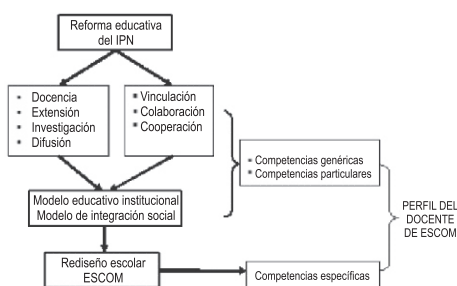 Reforma educativa
del IPN
Docencia
Extensión
Investigación
Difusión
Vinculación
Colaboración
Cooperación
Competencias genéricas
Competencias particulares
Modelo educativo institucional
Modelo de integración social
PERFIL DEL
DOCENTE
DE ESCOM
Rediseño escolar
ESCOM
Competencias específicas